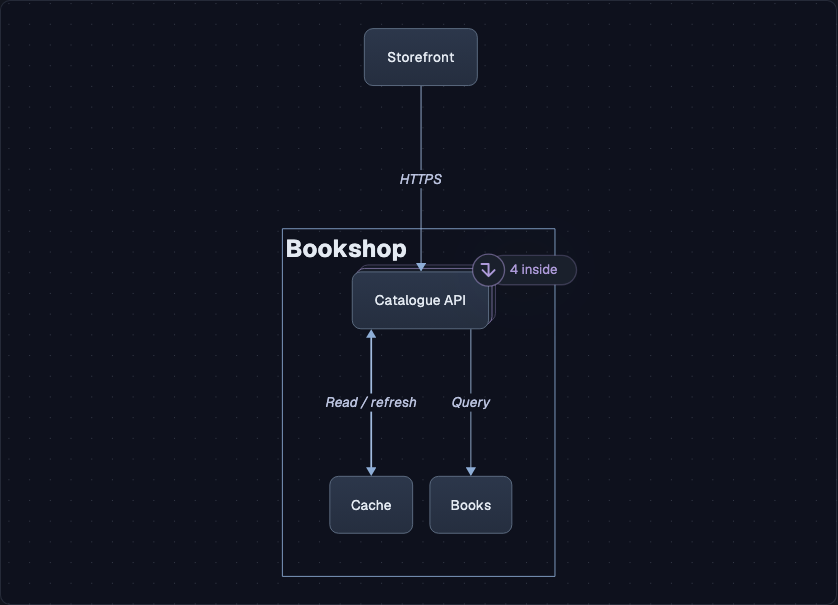 Storefront
HTTPS
Bookshop
4 inside
Catalogue API
Read / refresh
Query
Cache
Books